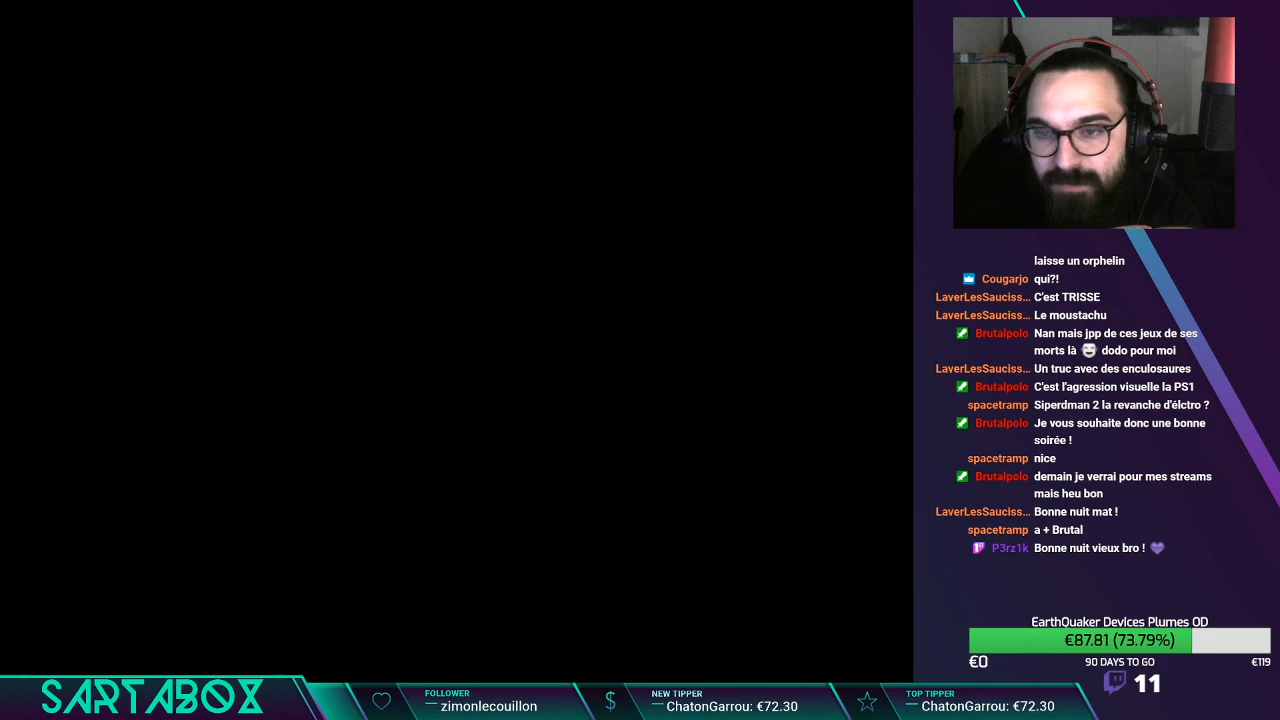 laisse un orphelin
Cougarjo qui?!
LaverLesSauciss... C'est TRISSE
LaverLesSauciss... Le moustachu
Brutalpolo Nan mais jpp de ces jeux de ses
morts là dodo pour moi
LaverLesSauciss... Un truc avec des enculosaures
Brutalpolo C'est l'agression visuelle la PS1
spacetramp Siperdman 2 la revanche d'élctro ?
Brutalpolo Je vous souhaite donc une bonne
soirée !
spacetramp nice
Brutalpolo demain je verrai pour mes streams
mais heu bon
LaverLesSauciss... Bonne nuit mat !
spacetramp a + Brutal
P3rz1k Bonne nuit vieux bro !
EarthQuaker Devices Plumes OD
€87.81 (73.79%)
€0 90 DAYS TO GO €119
11
SARTABOX
FOLLOWER
zimonlecouillon
NEW TIPPER
ChatonGarrou: €72.30
TOP TIPPER
ChatonGarrou: €72.30